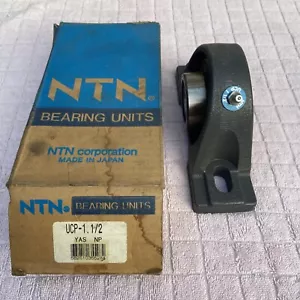 NTN®
BEARING UNITS
NTN corporation
MADE IN JAPAN
NTN® BEARING UNITS
UCP-1.1/2
YAS NP